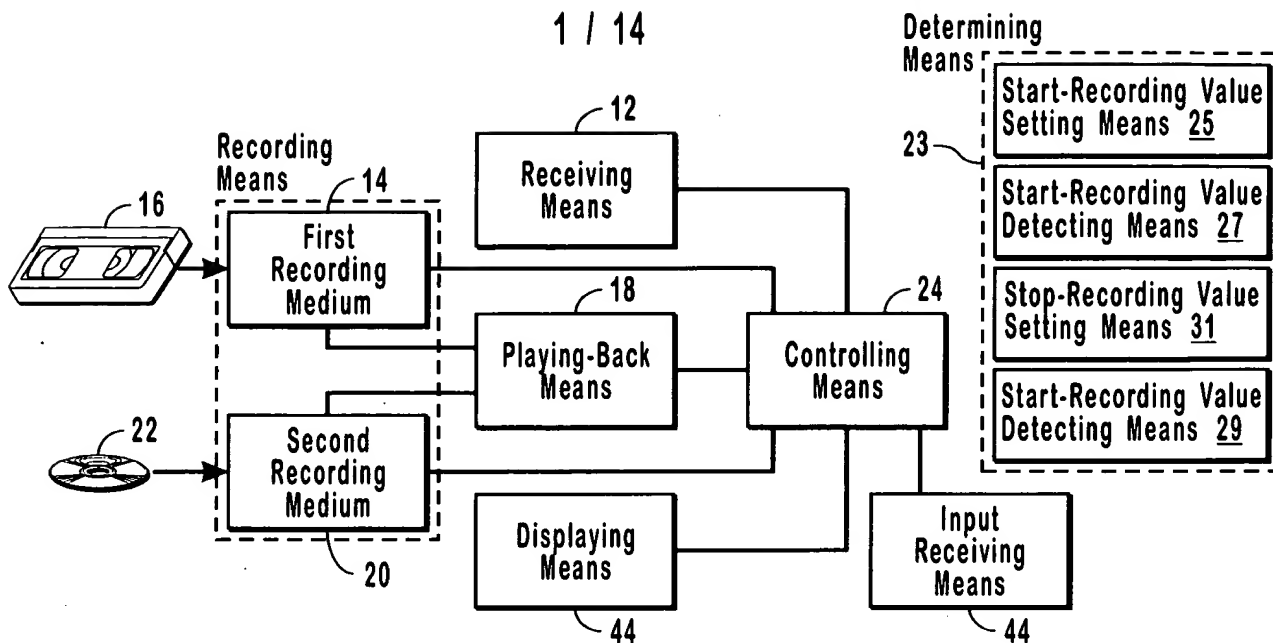 1 / 14
Determining
Means
Start-Recording Value
Setting Means 25
23
Start-Recording Value
Detecting Means 27
Stop-Recording Value
Setting Means 31
Start-Recording Value
Detecting Means 29
Recording
Means
12
Receiving
Means
14
16
First
Recording
Medium
18
Playing-Back
Means
24
Controlling
Means
22
Second
Recording
Medium
20
Displaying
Means
44
Input
Receiving
Means
44